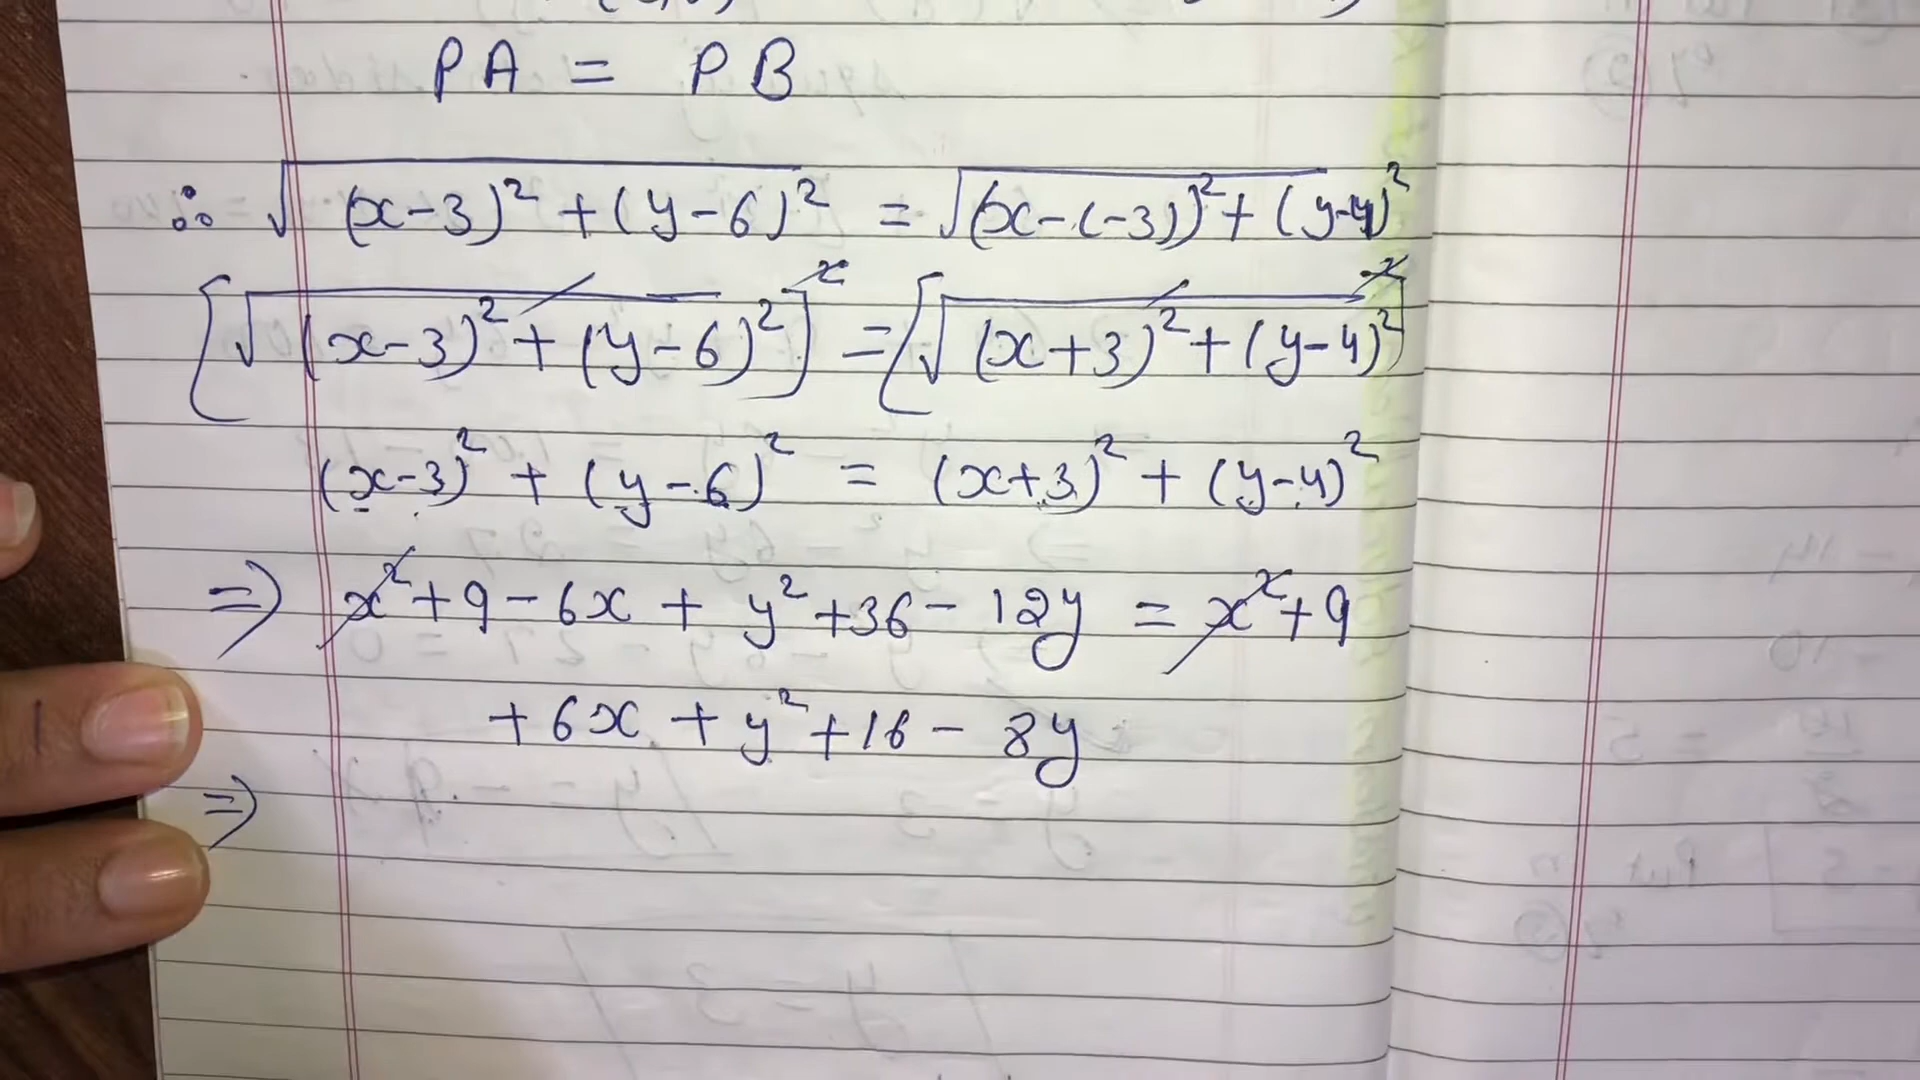 PA = PB
∴ √(x-3)² + (y-6)² = √(x-(-3))² + (y-4)²
[√(x-3)² + (y-6)²]² = [√(x+3)² + (y-4)²]²
(x-3)² + (y-6)² = (x+3)² + (y-4)²
⇒ x² + 9 - 6x + y² + 36 - 12y = x² + 9
+ 6x + y² + 16 - 8y
⇒